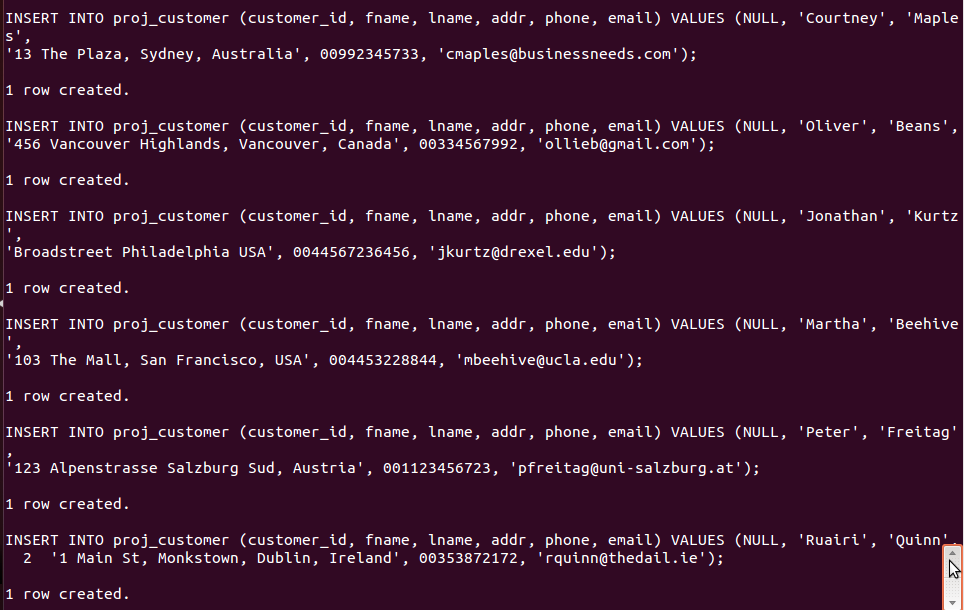 INSERT INTO proj_customer (customer_id, fname, lname, addr, phone, email) VALUES (NULL, 'Courtney', 'Maple
s',
'13 The Plaza, Sydney, Australia', 00992345733, 'cmaples@businessneeds.com');
1 row created.
INSERT INTO proj_customer (customer_id, fname, lname, addr, phone, email) VALUES (NULL, 'Oliver', 'Beans',
'456 Vancouver Highlands, Vancouver, Canada', 00334567992, 'ollieb@gmail.com');
1 row created.
INSERT INTO proj_customer (customer_id, fname, lname, addr, phone, email) VALUES (NULL, 'Jonathan', 'Kurtz
',
'Broadstreet Philadelphia USA', 0044567236456, 'jkurtz@drexel.edu');
1 row created.
INSERT INTO proj_customer (customer_id, fname, lname, addr, phone, email) VALUES (NULL, 'Martha', 'Beehive
',
'103 The Mall, San Francisco, USA', 004453228844, 'mbeehive@ucla.edu');
1 row created.
INSERT INTO proj_customer (customer_id, fname, lname, addr, phone, email) VALUES (NULL, 'Peter', 'Freitag'
,
'123 Alpenstrasse Salzburg Sud, Austria', 001123456723, 'pfreitag@uni-salzburg.at');
1 row created.
INSERT INTO proj_customer (customer_id, fname, lname, addr, phone, email) VALUES (NULL, 'Ruairi', 'Quinn',
2 '1 Main St, Monkstown, Dublin, Ireland', 00353872172, 'rquinn@thedail.ie');
1 row created.